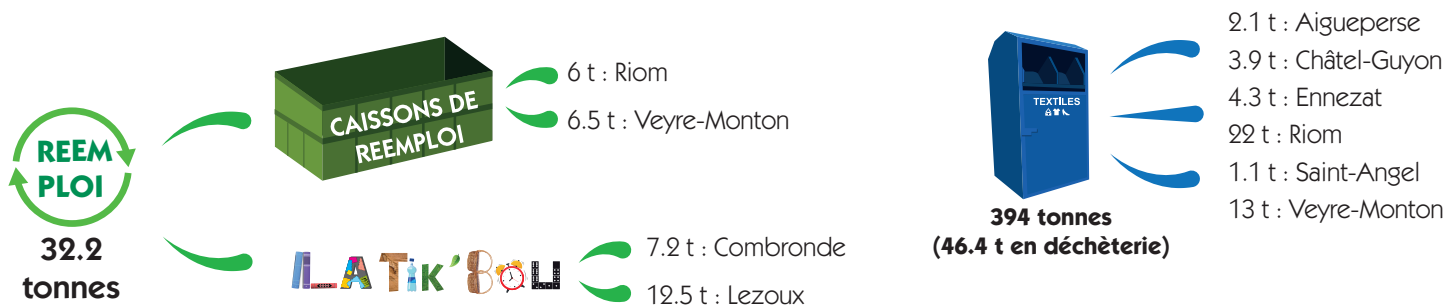 REEM
PLOI
32.2
tonnes
CAISSONS DE
REEMPLOI
6 t : Riom
6.5 t : Veyre-Monton
LATIK'BOU
7.2 t : Combronde
12.5 t : Lezoux
TEXTILES
394 tonnes
(46.4 t en déchèterie)
2.1 t : Aigueperse
3.9 t : Châtel-Guyon
4.3 t : Ennezat
22 t : Riom
1.1 t : Saint-Angel
13 t : Veyre-Monton